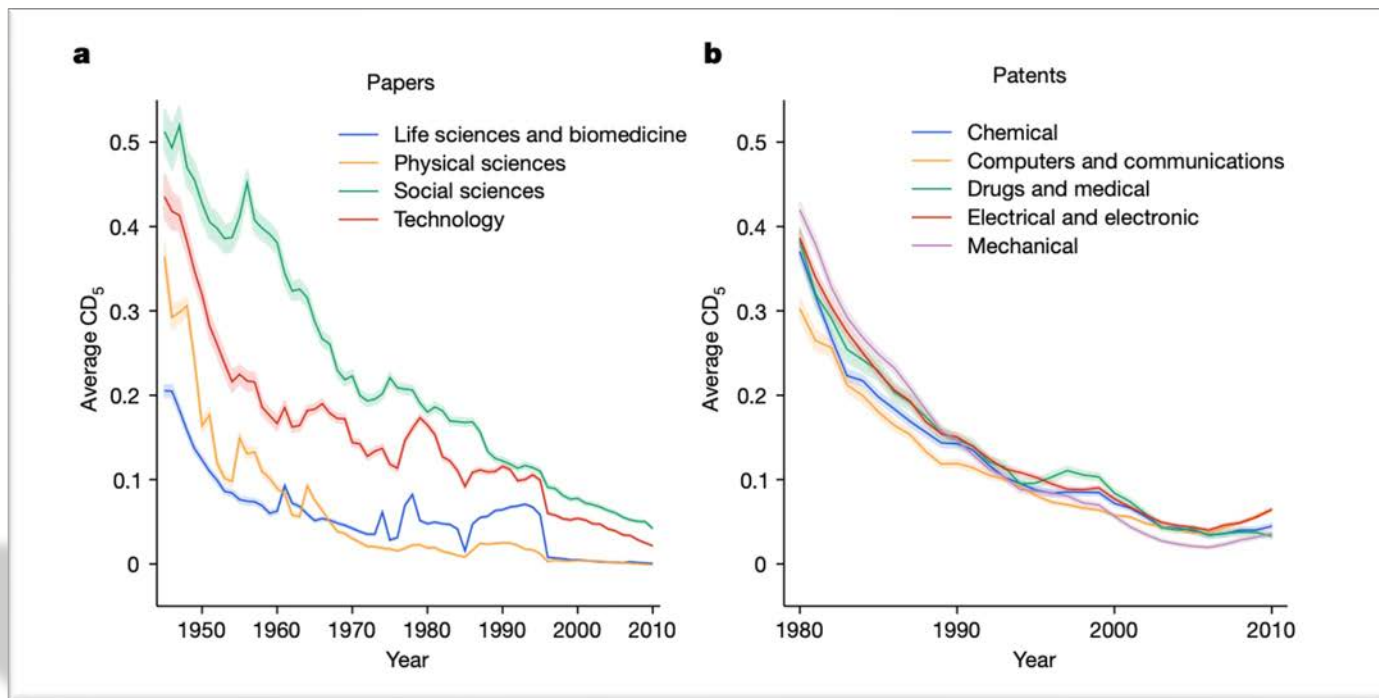 a
Papers
Life sciences and biomedicine
Physical sciences
Social sciences
Technology
Average CD5
0.5
0.4
0.3
0.2
0.1
0
1950 1960 1970 1980 1990 2000 2010
Year
b
Patents
Chemical
Computers and communications
Drugs and medical
Electrical and electronic
Mechanical
Average CD5
0.5
0.4
0.3
0.2
0.1
0
1980 1990 2000 2010
Year